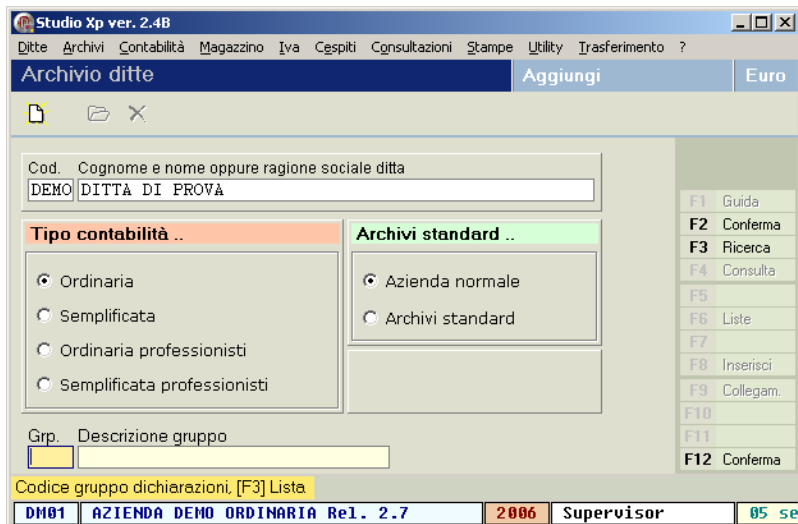 Studio Xp ver. 2.4B
Ditte Archivi Contabilità Magazzino Iva Cespiti Consultazioni Stampe Utility Trasferimento ?
Archivio ditte Aggiungi Euro
Cod. Cognome e nome oppure ragione sociale ditta
DEMO DITTA DI PROVA
Tipo contabilità .. Archivi standard ..
Ordinaria Azienda normale
Semplificata Archivi standard
Ordinaria professionisti
Semplificata professionisti
Grp. Descrizione gruppo
F1 Guida
F2 Conferma
F3 Ricerca
F4 Consulta
F5
F6 Liste
F7
F8 Inserisci
F9 Collegam.
F10
F11
F12 Conferma
Codice gruppo dichiarazioni, [F3] Lista
DM01 AZIENDA DEMO ORDINARIA Rel. 2.7 2006 Supervisor 05 se